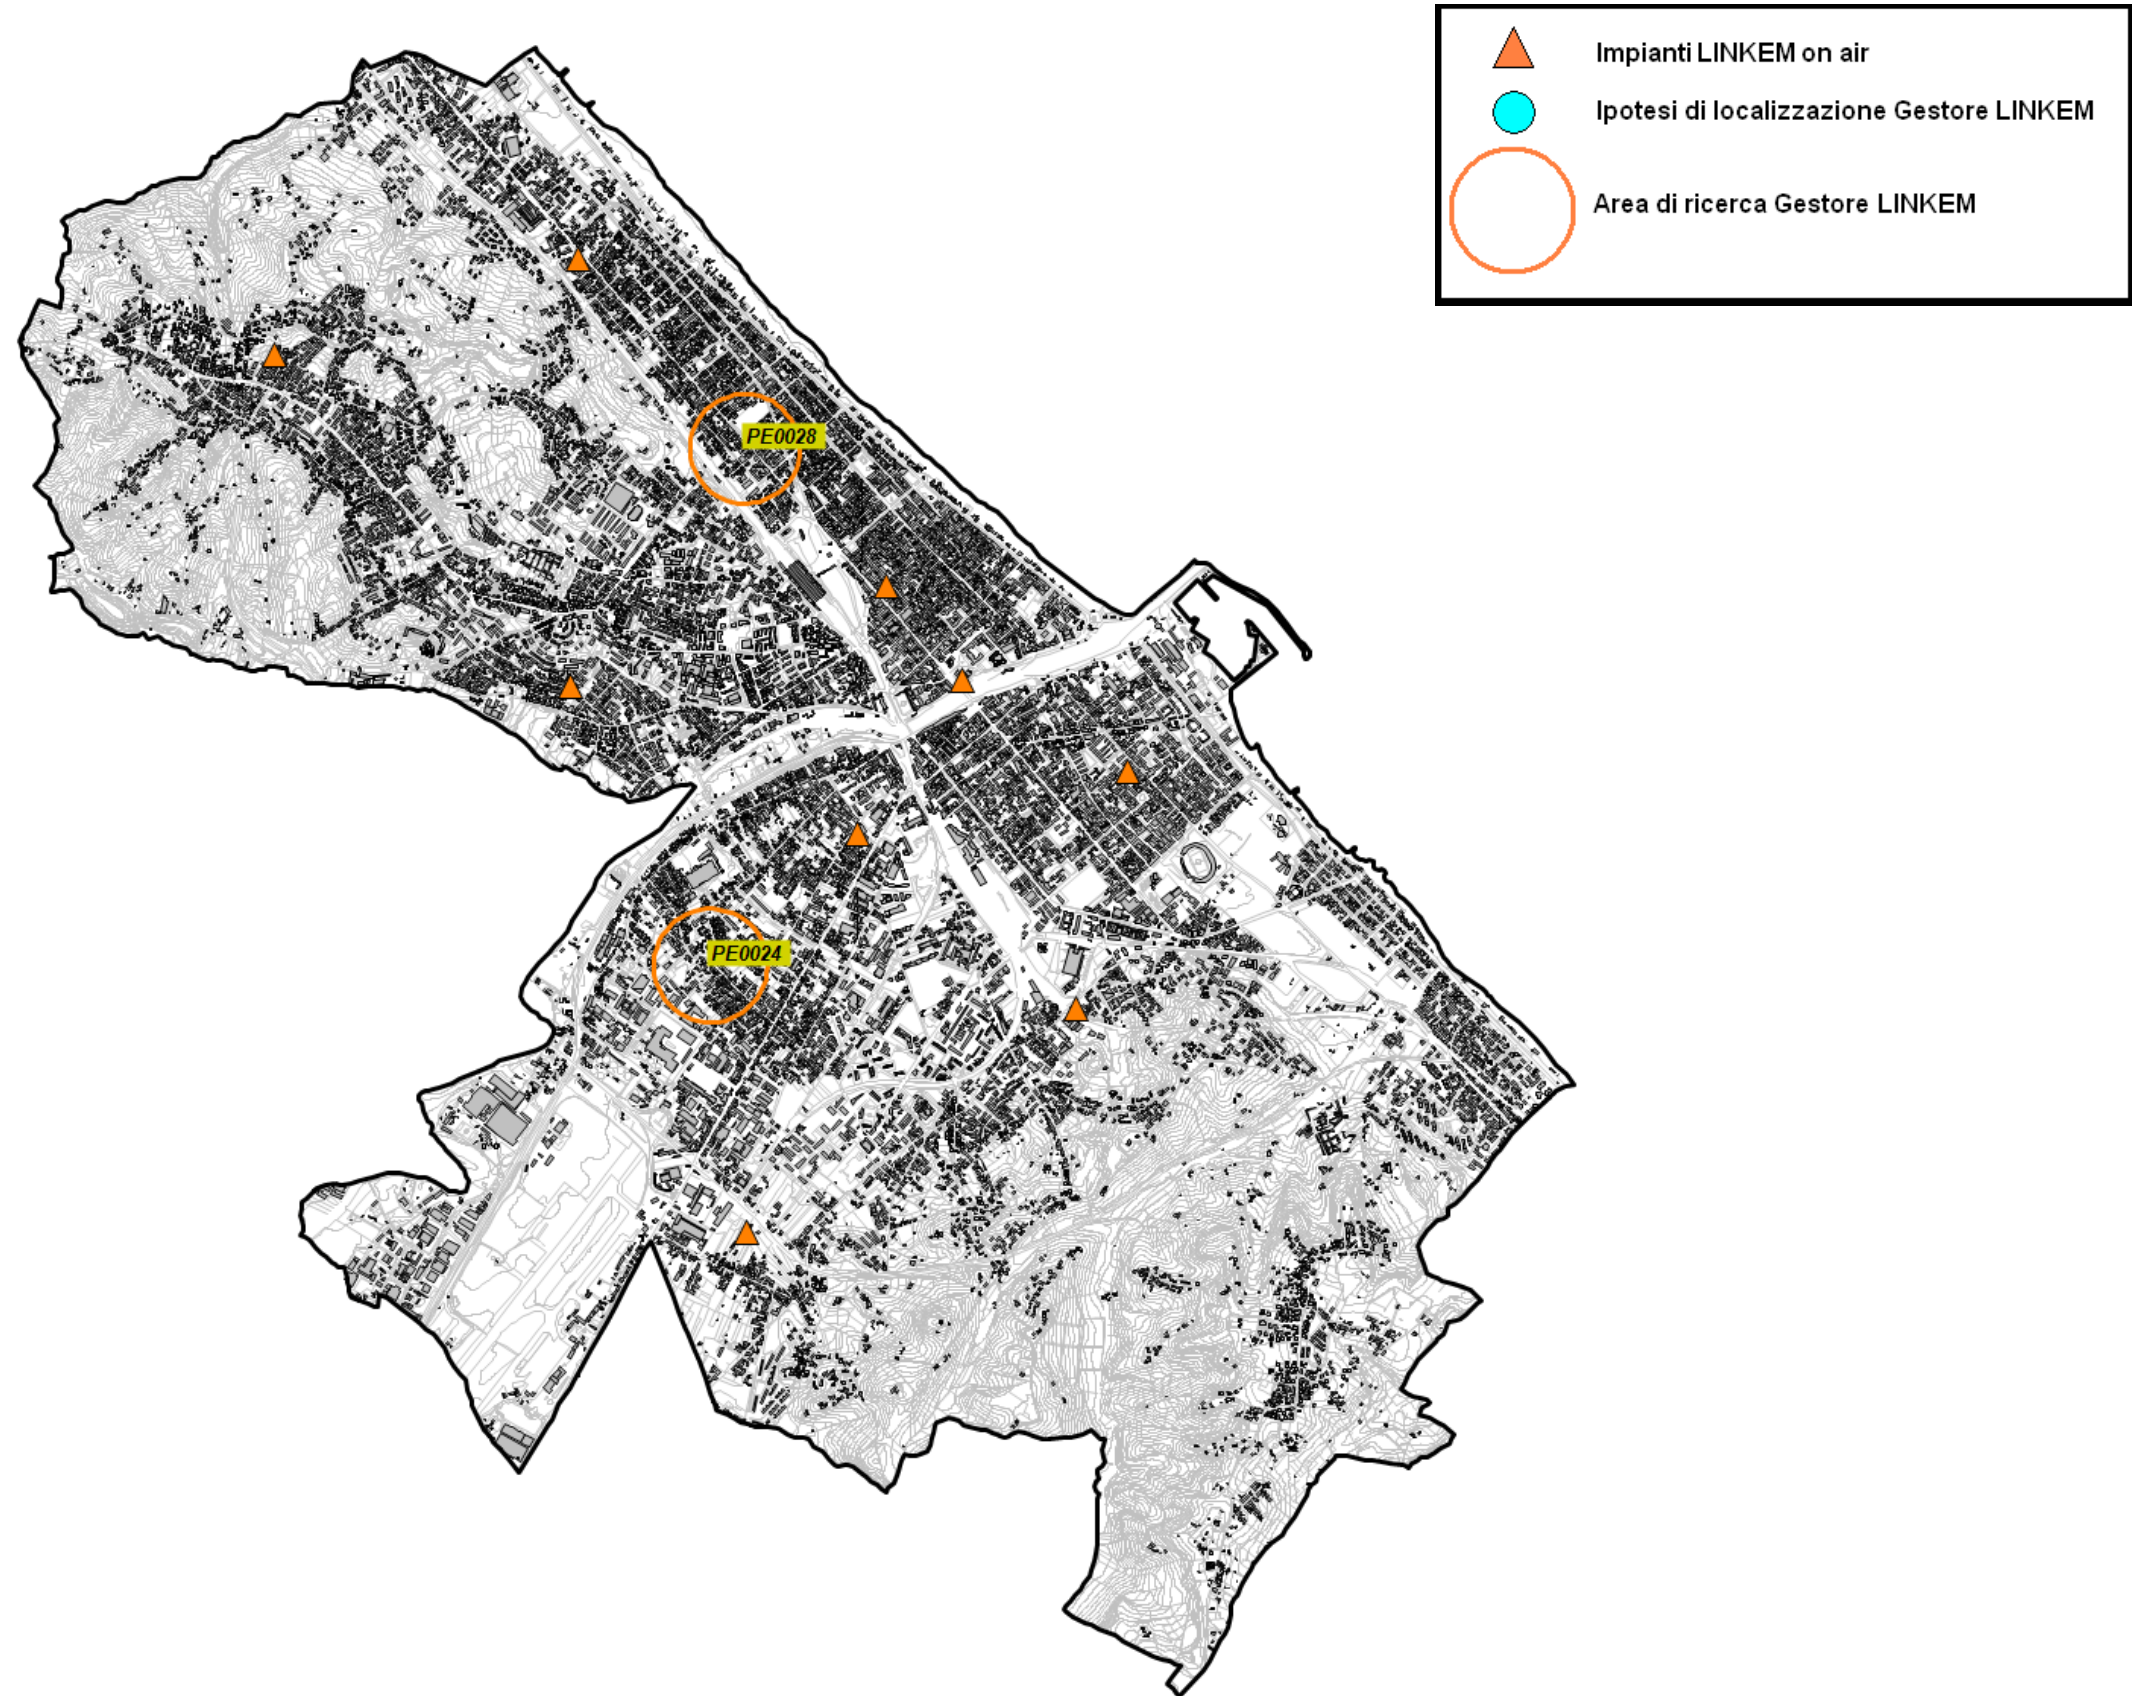 Impianti LINKEM on air
Ipotesi di localizzazione Gestore LINKEM
Area di ricerca Gestore LINKEM
PE0028
PE0024